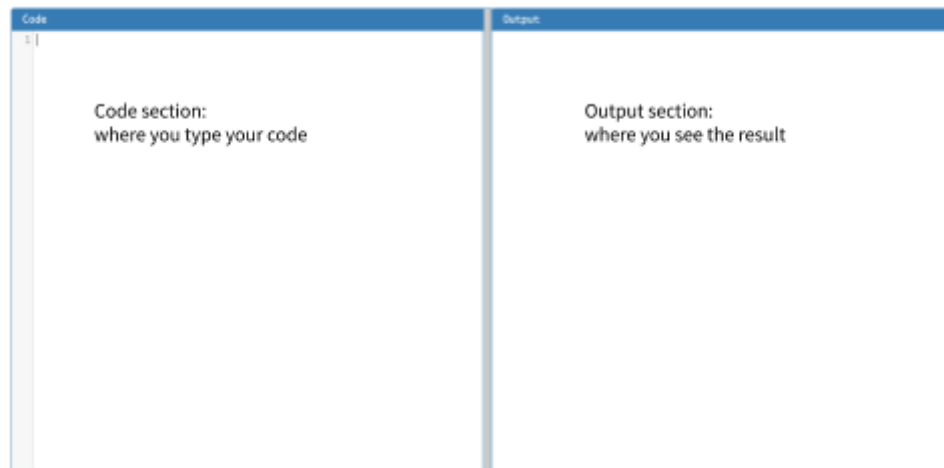 Code
Output
1
Code section:
where you type your code
Output section:
where you see the result